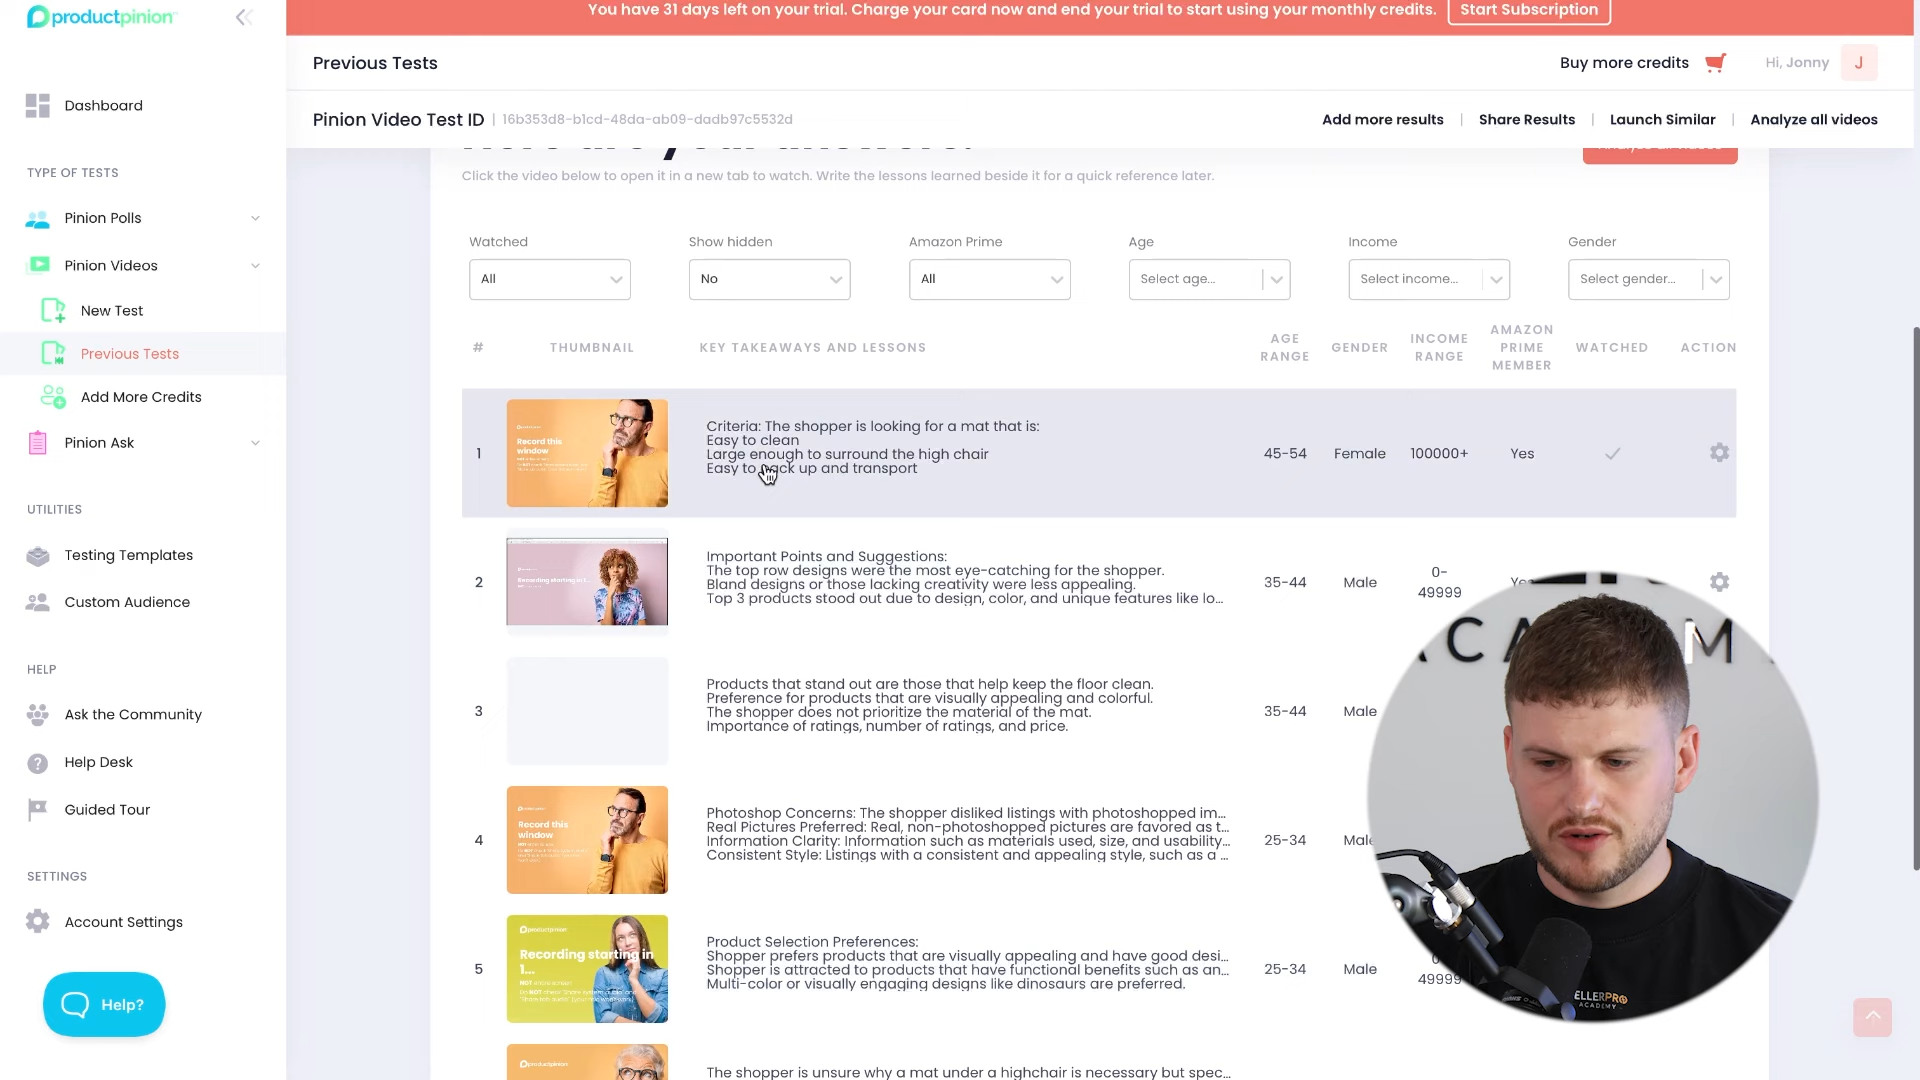 productpinion
You have 31 days left on your trial. Charge your card now and end your trial to start using your monthly credits.
Start Subscription
Previous Tests
Buy more credits
Hi, Jonny
J
Pinion Video Test ID | 16b353d8-b1cd-48da-ab09-dadb97c5532d
Add more results | Share Results | Launch Similar | Analyze all videos
Click the video below to open it in a new tab to watch. Write the lessons learned beside it for a quick reference later.
Dashboard
TYPE OF TESTS
Pinion Polls
Pinion Videos
New Test
Previous Tests
Add More Credits
Pinion Ask
UTILITIES
Testing Templates
Custom Audience
HELP
Ask the Community
Help Desk
Guided Tour
SETTINGS
Account Settings
Help?
Watched
Show hidden
Amazon Prime
Age
Income
Gender
All
No
All
Select age...
Select income...
Select gender...
#
THUMBNAIL
KEY TAKEAWAYS AND LESSONS
AGE RANGE
GENDER
INCOME RANGE
AMAZON PRIME MEMBER
WATCHED
ACTION
1
Record this
window
Criteria: The shopper is looking for a mat that is:
Easy to clean
Large enough to surround the high chair
Easy to up and transport
45-54
Female
100000+
Yes
2
Recording starting in 1...
Important Points and Suggestions:
The top row designs were the most eye-catching for the shopper.
Bland designs or those lacking creativity were less appealing.
Top 3 products stood out due to design, color, and unique features like lo...
35-44
Male
0-
49999
3
Products that stand out are those that help keep the floor clean.
Preference for products that are visually appealing and colorful.
The shopper does not prioritize the material of the mat.
Importance of ratings, number of ratings, and price.
35-44
Male
4
Record this
window
Photoshop Concerns: The shopper disliked listings with photoshopped im...
Real Pictures Preferred: Real, non-photoshopped pictures are favored as t...
Information Clarity: Information such as materials used, size, and usability...
Consistent Style: Listings with a consistent and appealing style, such as a ...
25-34
Male
5
productpinion
Recording starting in
1...
Product Selection Preferences:
Shopper prefers products that are visually appealing and have good desi...
Shopper is attracted to products that have functional benefits such as an...
Multi-color or visually engaging designs like dinosaurs are preferred.
25-34
Male
49999
productpinion
The shopper is unsure why a mat under a highchair is necessary but spec...
ELLERPRO
ACADEMY